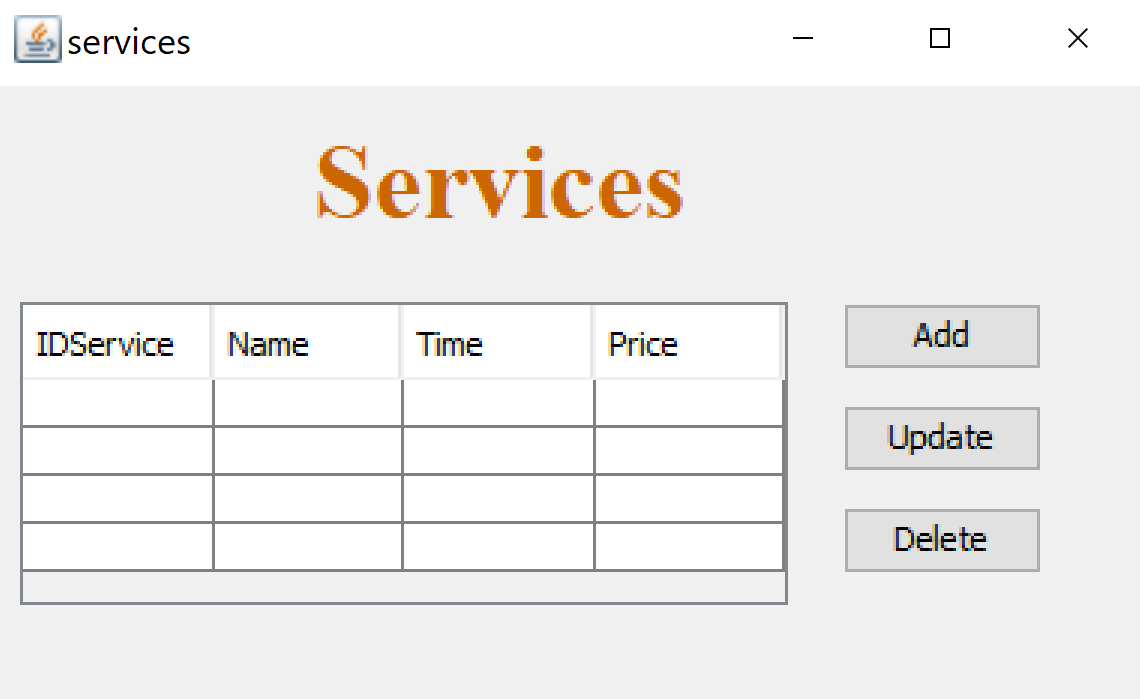 services
Services
IDService Name Time Price
Add
Update
Delete